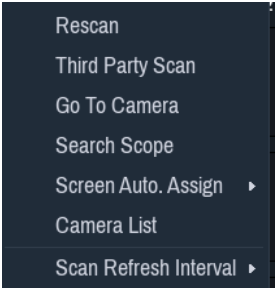 Rescan
Third Party Scan
Go To Camera
Search Scope
Screen Auto. Assign
Camera List
Scan Refresh Interval